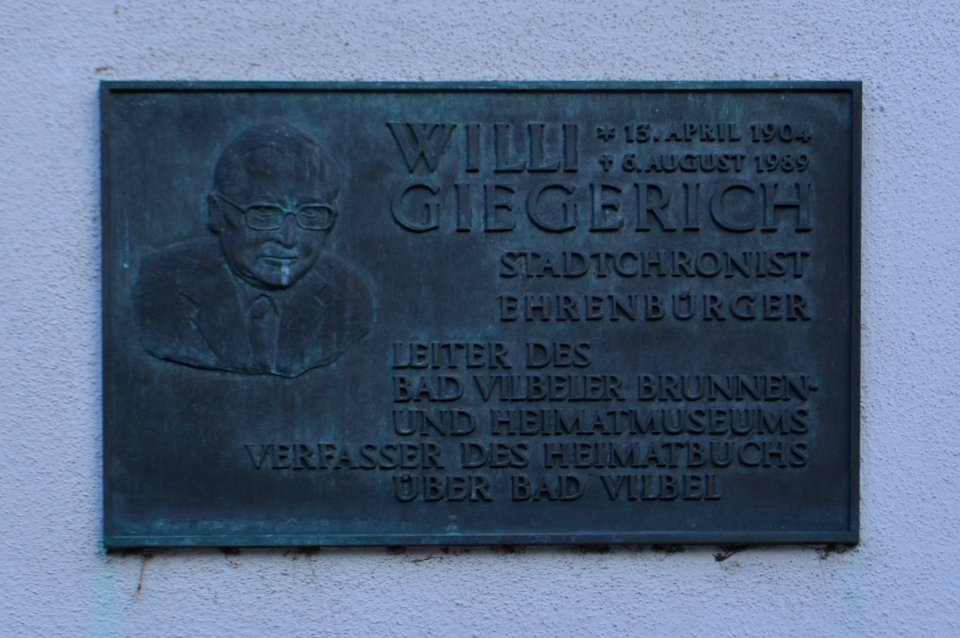 WILLI * 13. APRIL 1904
† 6. AUGUST 1989
GIEGERICH
STADTCHRONIST
EHRENBÜRGER
LEITER DES
BAD VILBELER BRUNNEN-
UND HEIMATMUSEUMS
VERFASSER DES HEIMATBUCHS
ÜBER BAD VILBEL